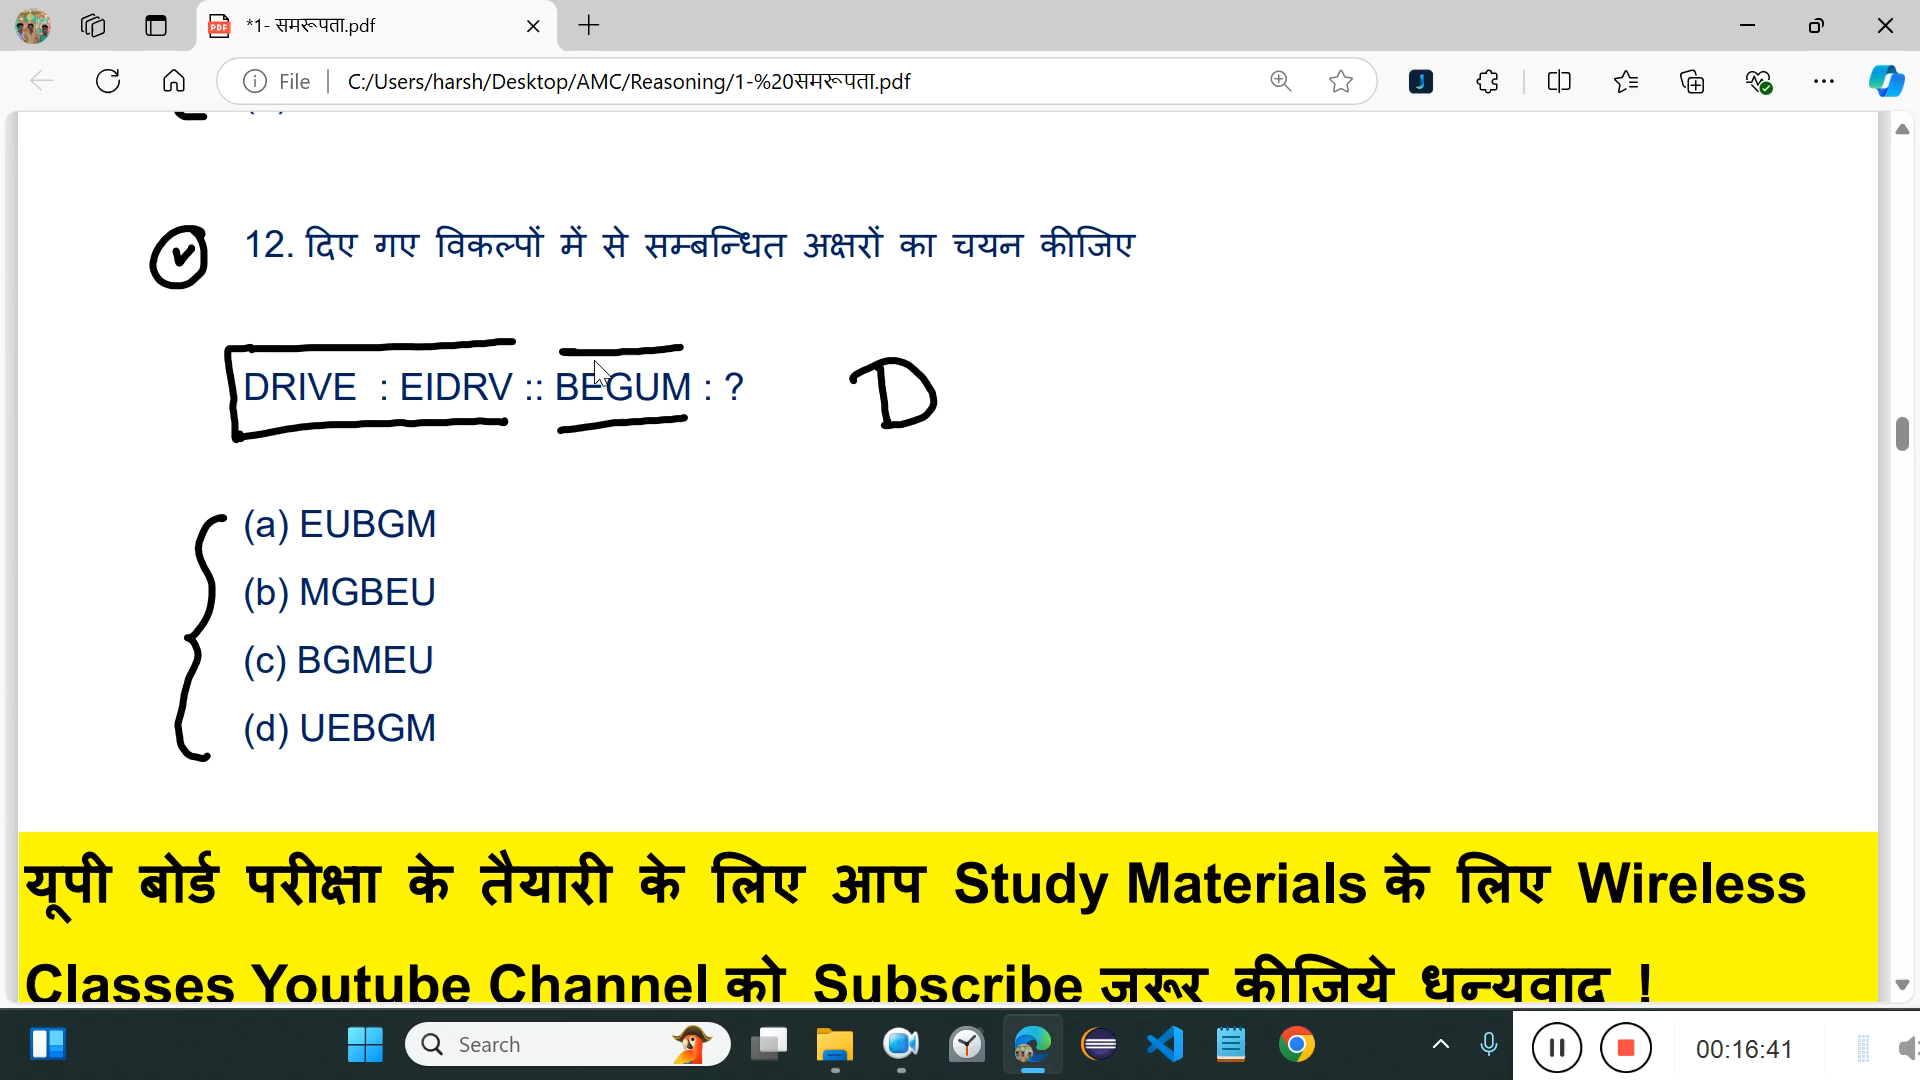 *1- समरूपता.pdf
File
C:/Users/harsh/Desktop/AMC/Reasoning/1-%20समरूपता.pdf
12. दिए गए विकल्पों में से सम्बन्धित अक्षरों का चयन कीजिए
DRIVE : EIDRV :: BEGUM : ?
D
(a) EUBGM
(b) MGBEU
(c) BGMEU
(d) UEBGM
यूपी बोर्ड परीक्षा के तैयारी के लिए आप Study Materials के लिए Wireless
Classes Youtube Channel को Subscribe जरूर कीजिये धन्यवाद !
Search
00:16:41